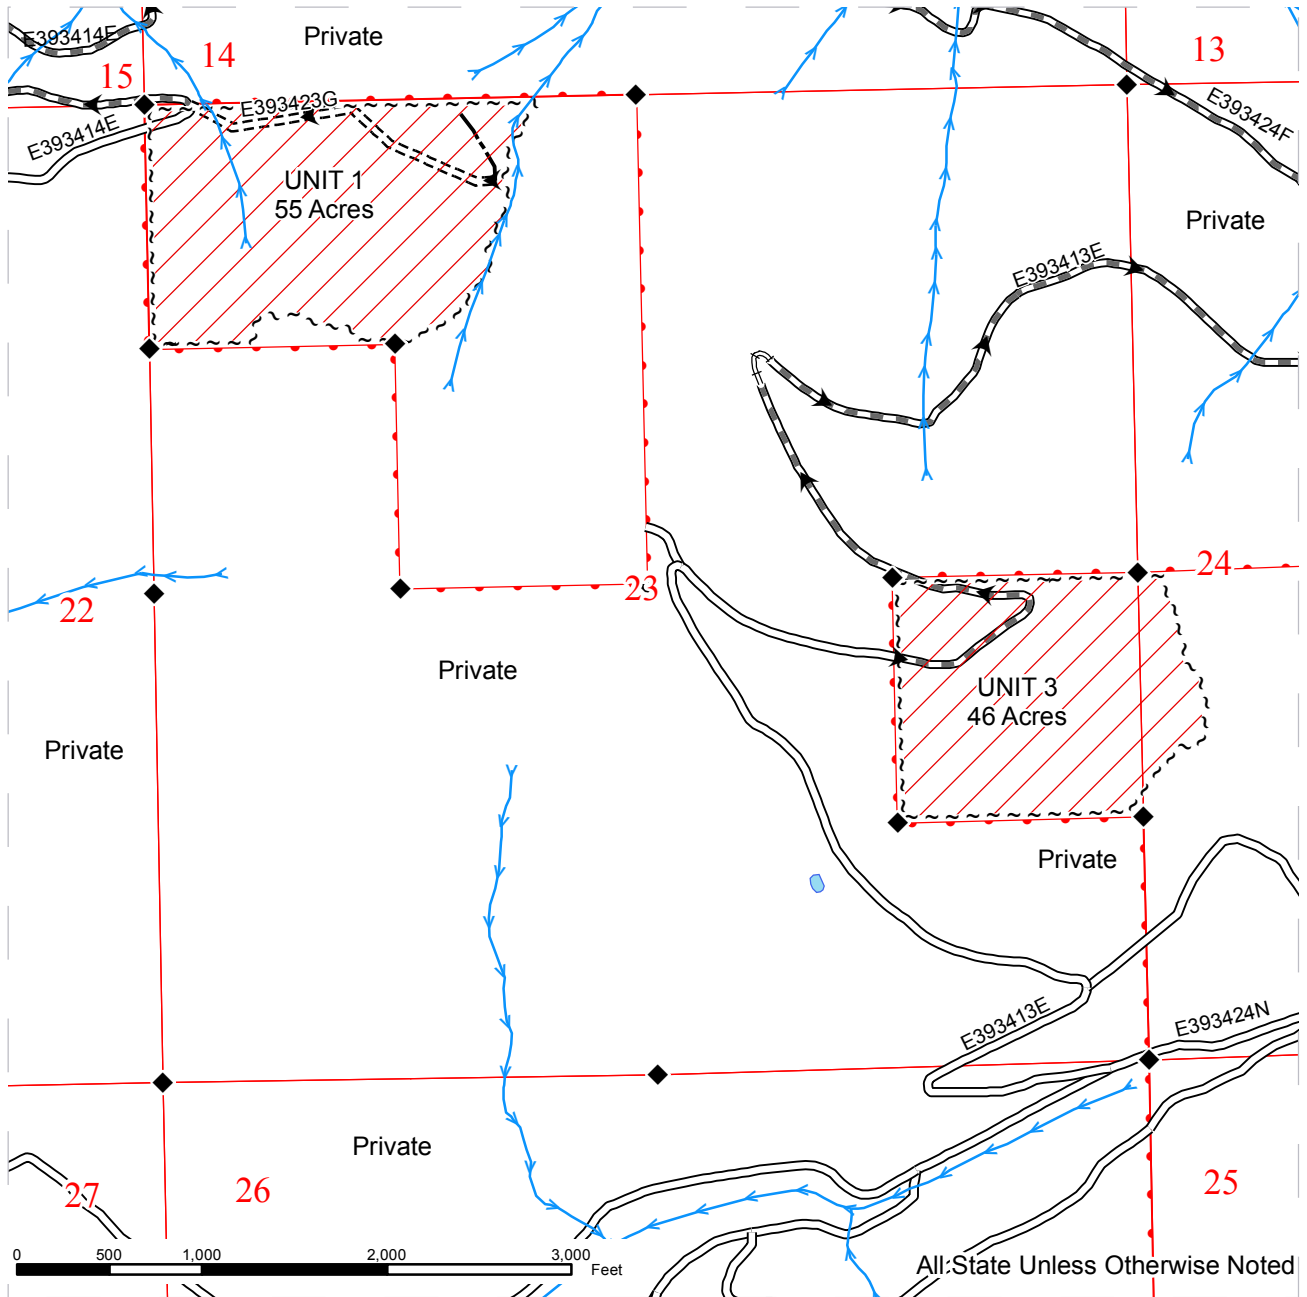 E393414E
Private
14
13
15
E393423G
E393424F
E393414E
UNIT 1
55 Acres
Private
E393413E
24
23
22
Private
UNIT 3
46 Acres
Private
Private
E393413E
E393424N
Private
27
26
25
0 500 1,000 2,000 3,000
Feet
All State Unless Otherwise Noted